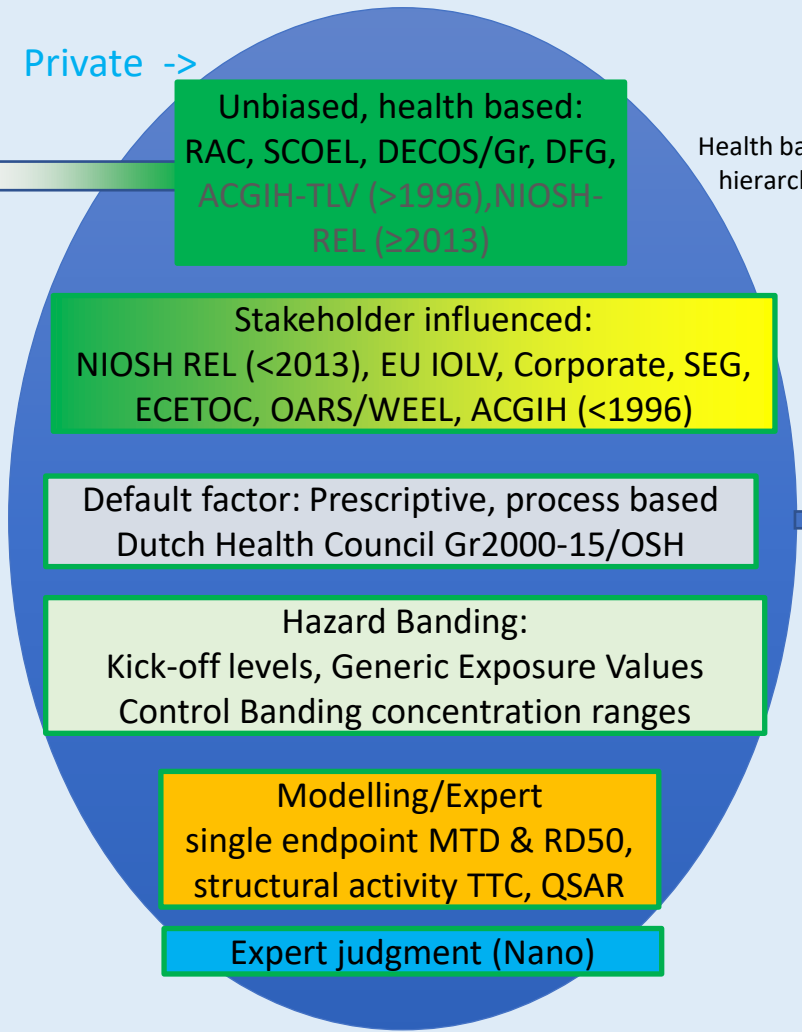 Private ->
Unbiased, health based:
RAC, SCOEL, DECOS/Gr, DFG,
ACGIH-TLV (>1996),NIOSH-
REL (≥2013)
Health ba
hierarch
Stakeholder influenced:
NIOSH REL (<2013), EU IOLV, Corporate, SEG,
ECETOC, OARS/WEEL, ACGIH (<1996)
Default factor: Prescriptive, process based
Dutch Health Council Gr2000-15/OSH
Hazard Banding:
Kick-off levels, Generic Exposure Values
Control Banding concentration ranges
Modelling/Expert
single endpoint MTD & RD50,
structural activity TTC, QSAR
Expert judgment (Nano)